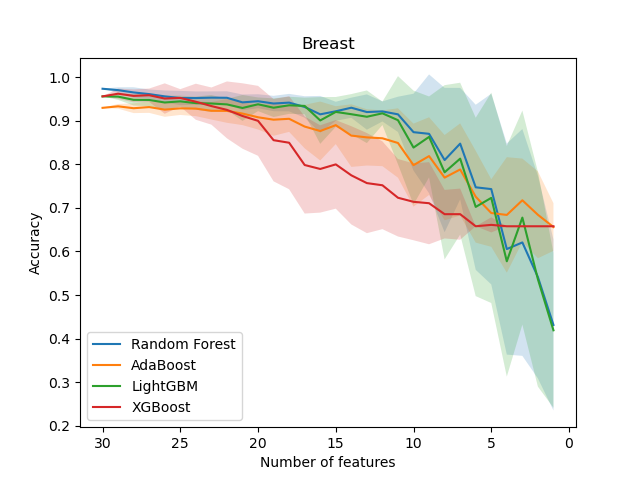 Breast
1.0
0.9
0.8
0.7
0.6
0.5
0.4
0.3
0.2
Accuracy
Random Forest
AdaBoost
LightGBM
XGBoost
30 25 20 15 10 5 0
Number of features